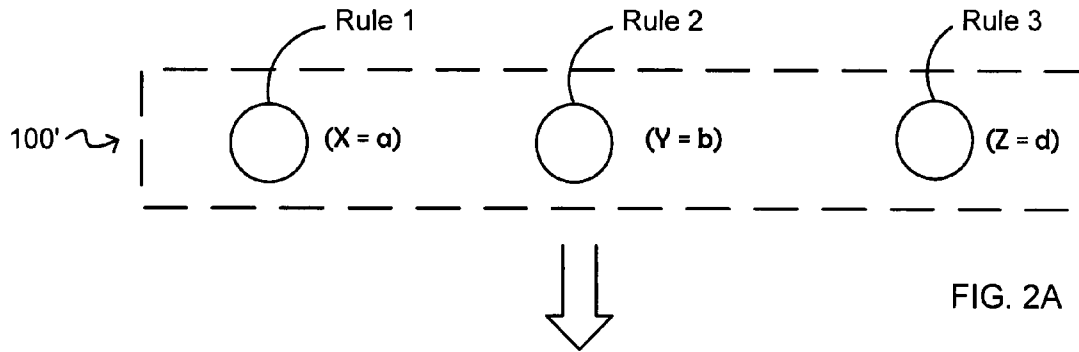 Rule 1 Rule 2 Rule 3
100' (X = a) (Y = b) (Z = d)
FIG. 2A